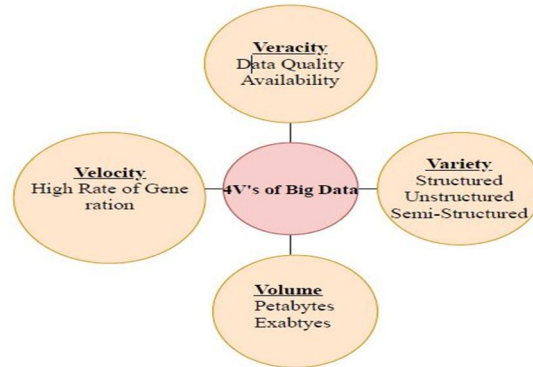 Veracity
Data Quality
Availability
Velocity
High Rate of Gene
ration
4V's of Big Data
Variety
Structured
Unstructured
Semi-Structured
Volume
Petabytes
Exabtyes